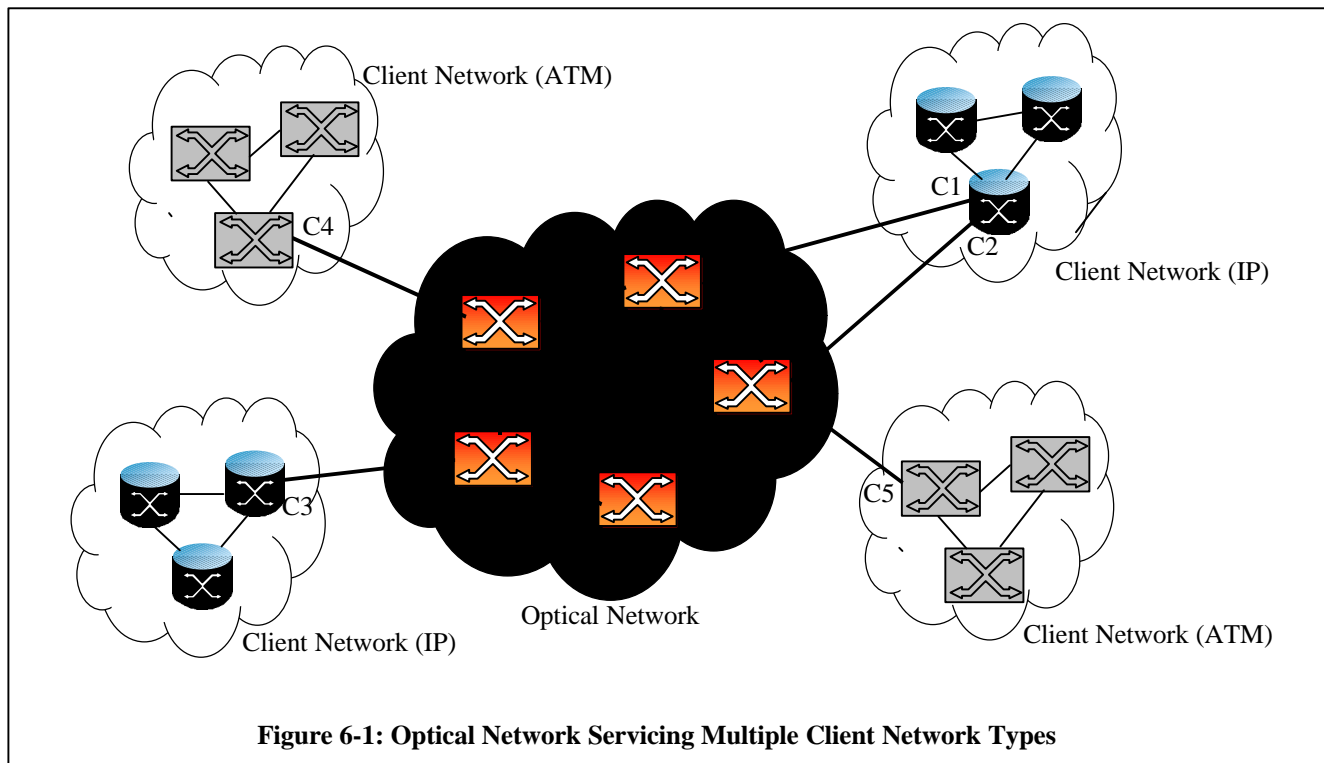 Client Network (ATM)
C4
C1
C2
Client Network (IP)
C3
Client Network (IP)
Optical Network
C5
Client Network (ATM)
Figure 6-1: Optical Network Servicing Multiple Client Network Types